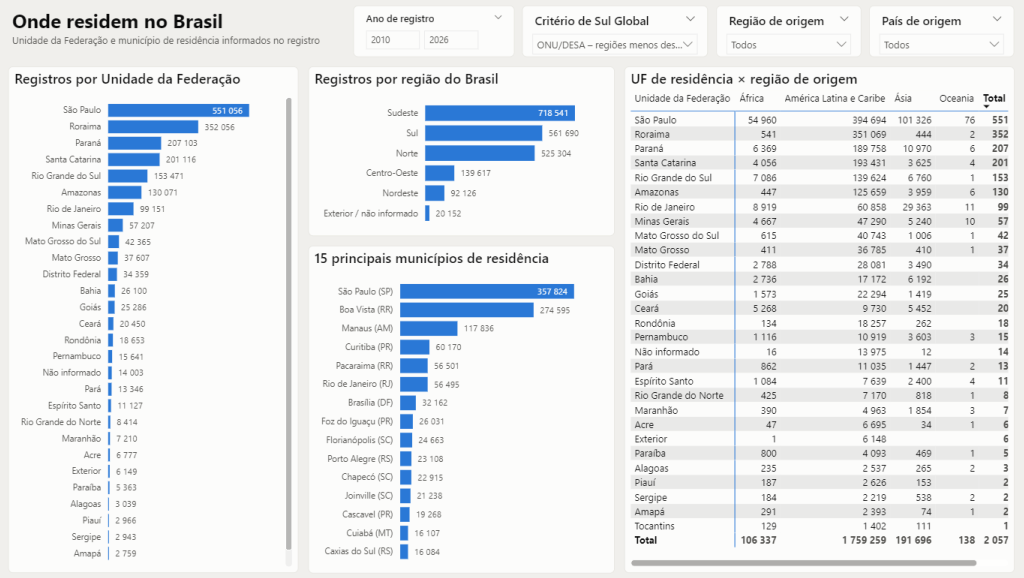 Onde residem no Brasil
Unidade da Federação e município de residência informados no registro
Ano de registro
2010 2026
Critério de Sul Global
ONU/DESA – regiões menos des...
Região de origem
Todos
País de origem
Todos
Registros por Unidade da Federação
São Paulo 551 056
Roraima 352 056
Paraná 207 103
Santa Catarina 201 116
Rio Grande do Sul 153 471
Amazonas 130 071
Rio de Janeiro 99 151
Minas Gerais 57 207
Mato Grosso do Sul 42 365
Mato Grosso 37 607
Distrito Federal 34 359
Bahia 26 100
Goiás 25 286
Ceará 20 450
Rondônia 18 653
Pernambuco 15 641
Não informado 14 003
Pará 13 346
Espírito Santo 11 127
Rio Grande do Norte 8 414
Maranhão 7 210
Acre 6 777
Exterior 6 149
Paraíba 5 363
Alagoas 3 039
Piauí 2 966
Sergipe 2 943
Amapá 2 759
Registros por região do Brasil
Sudeste 718 541
Sul 561 690
Norte 525 304
Centro-Oeste 139 617
Nordeste 92 126
Exterior / não informado 20 152
15 principais municípios de residência
São Paulo (SP) 357 824
Boa Vista (RR) 274 595
Manaus (AM) 117 836
Curitiba (PR) 60 170
Pacaraima (RR) 56 501
Rio de Janeiro (RJ) 56 495
Brasília (DF) 32 162
Foz do Iguaçu (PR) 26 031
Florianópolis (SC) 24 663
Porto Alegre (RS) 23 108
Chapecó (SC) 22 915
Joinville (SC) 21 238
Cascavel (PR) 19 268
Cuiabá (MT) 16 107
Caxias do Sul (RS) 16 084
UF de residência × região de origem
Unidade da Federação África América Latina e Caribe Ásia Oceania Total
São Paulo 54 960 394 694 101 326 76 551
Roraima 541 351 069 444 2 352
Paraná 6 369 189 758 10 970 6 207
Santa Catarina 4 056 193 431 3 625 4 201
Rio Grande do Sul 7 086 139 624 6 760 1 153
Amazonas 447 125 659 3 959 6 130
Rio de Janeiro 8 919 60 858 29 363 11 99
Minas Gerais 4 667 47 290 5 240 10 57
Mato Grosso do Sul 615 40 743 1 006 1 42
Mato Grosso 411 36 785 410 1 37
Distrito Federal 2 788 28 081 3 490 34
Bahia 2 736 17 172 6 192 26
Goiás 1 573 22 294 1 419 25
Ceará 5 268 9 730 5 452 20
Rondônia 134 18 257 262 18
Pernambuco 1 116 10 919 3 603 3 15
Não informado 16 13 975 12 14
Pará 862 11 035 1 447 2 13
Espírito Santo 1 084 7 639 2 400 4 11
Rio Grande do Norte 425 7 170 818 1 8
Maranhão 390 4 963 1 854 3 7
Acre 47 6 695 34 1 6
Exterior 1 6 148 6
Paraíba 800 4 093 469 1 5
Alagoas 235 2 537 265 2 3
Piauí 187 2 626 153 2
Sergipe 184 2 219 538 2 2
Amapá 291 2 393 74 1 2
Tocantins 129 1 402 111 1
Total 106 337 1 759 259 191 696 138 2 057